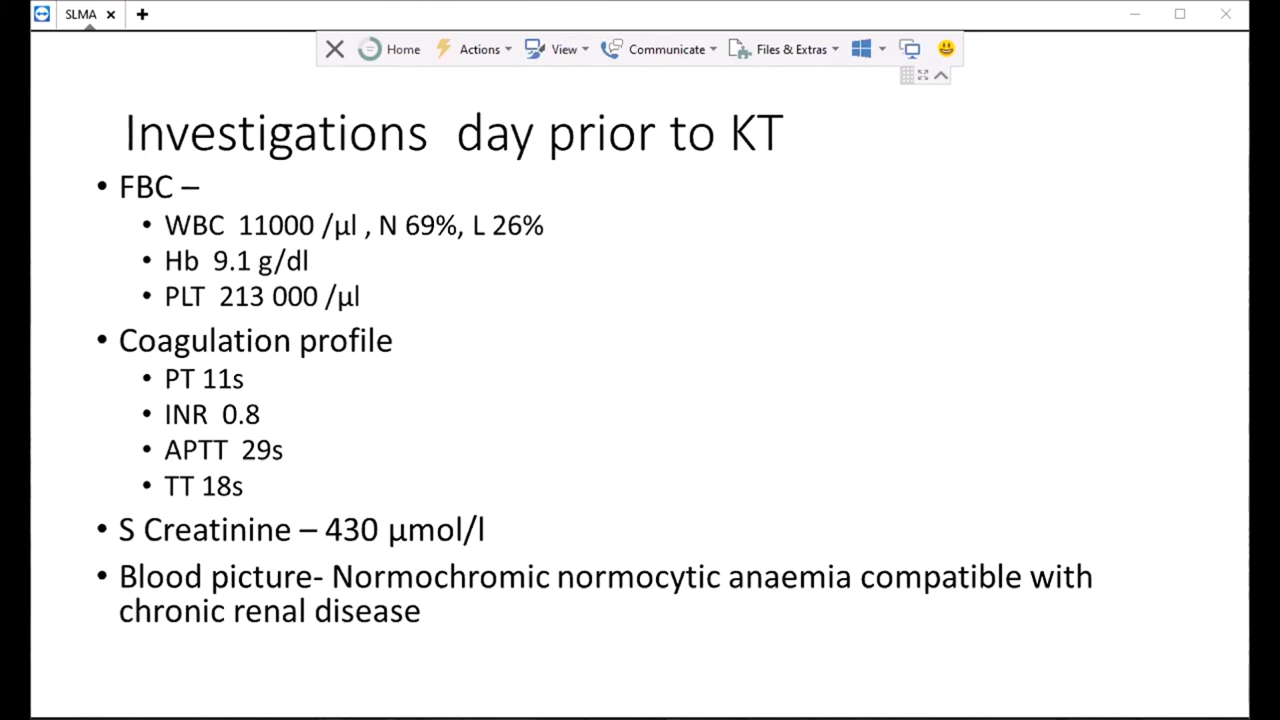 SLMA
Home Actions View Communicate Files & Extras
Investigations day prior to KT
• FBC –
• WBC 11000 /µl , N 69%, L 26%
• Hb 9.1 g/dl
• PLT 213 000 /µl
• Coagulation profile
• PT 11s
• INR 0.8
• APTT 29s
• TT 18s
• S Creatinine – 430 µmol/l
• Blood picture- Normochromic normocytic anaemia compatible with
chronic renal disease